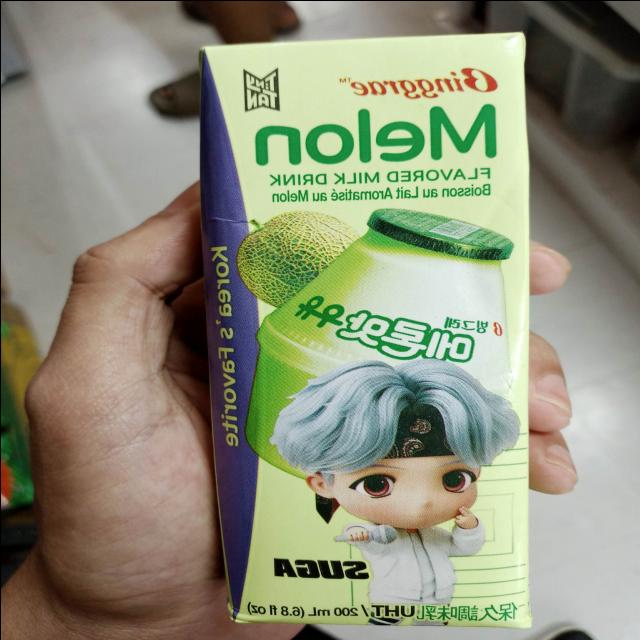 Binggrae™
TINY
TAN
Melon
FLAVORED MILK DRINK
Boisson au Lait Aromatisé au Melon
Korea's Favorite
빙그레
메론맛우유
SUGA
保久調味乳 UHT / 200 mL (6.8 fl oz)